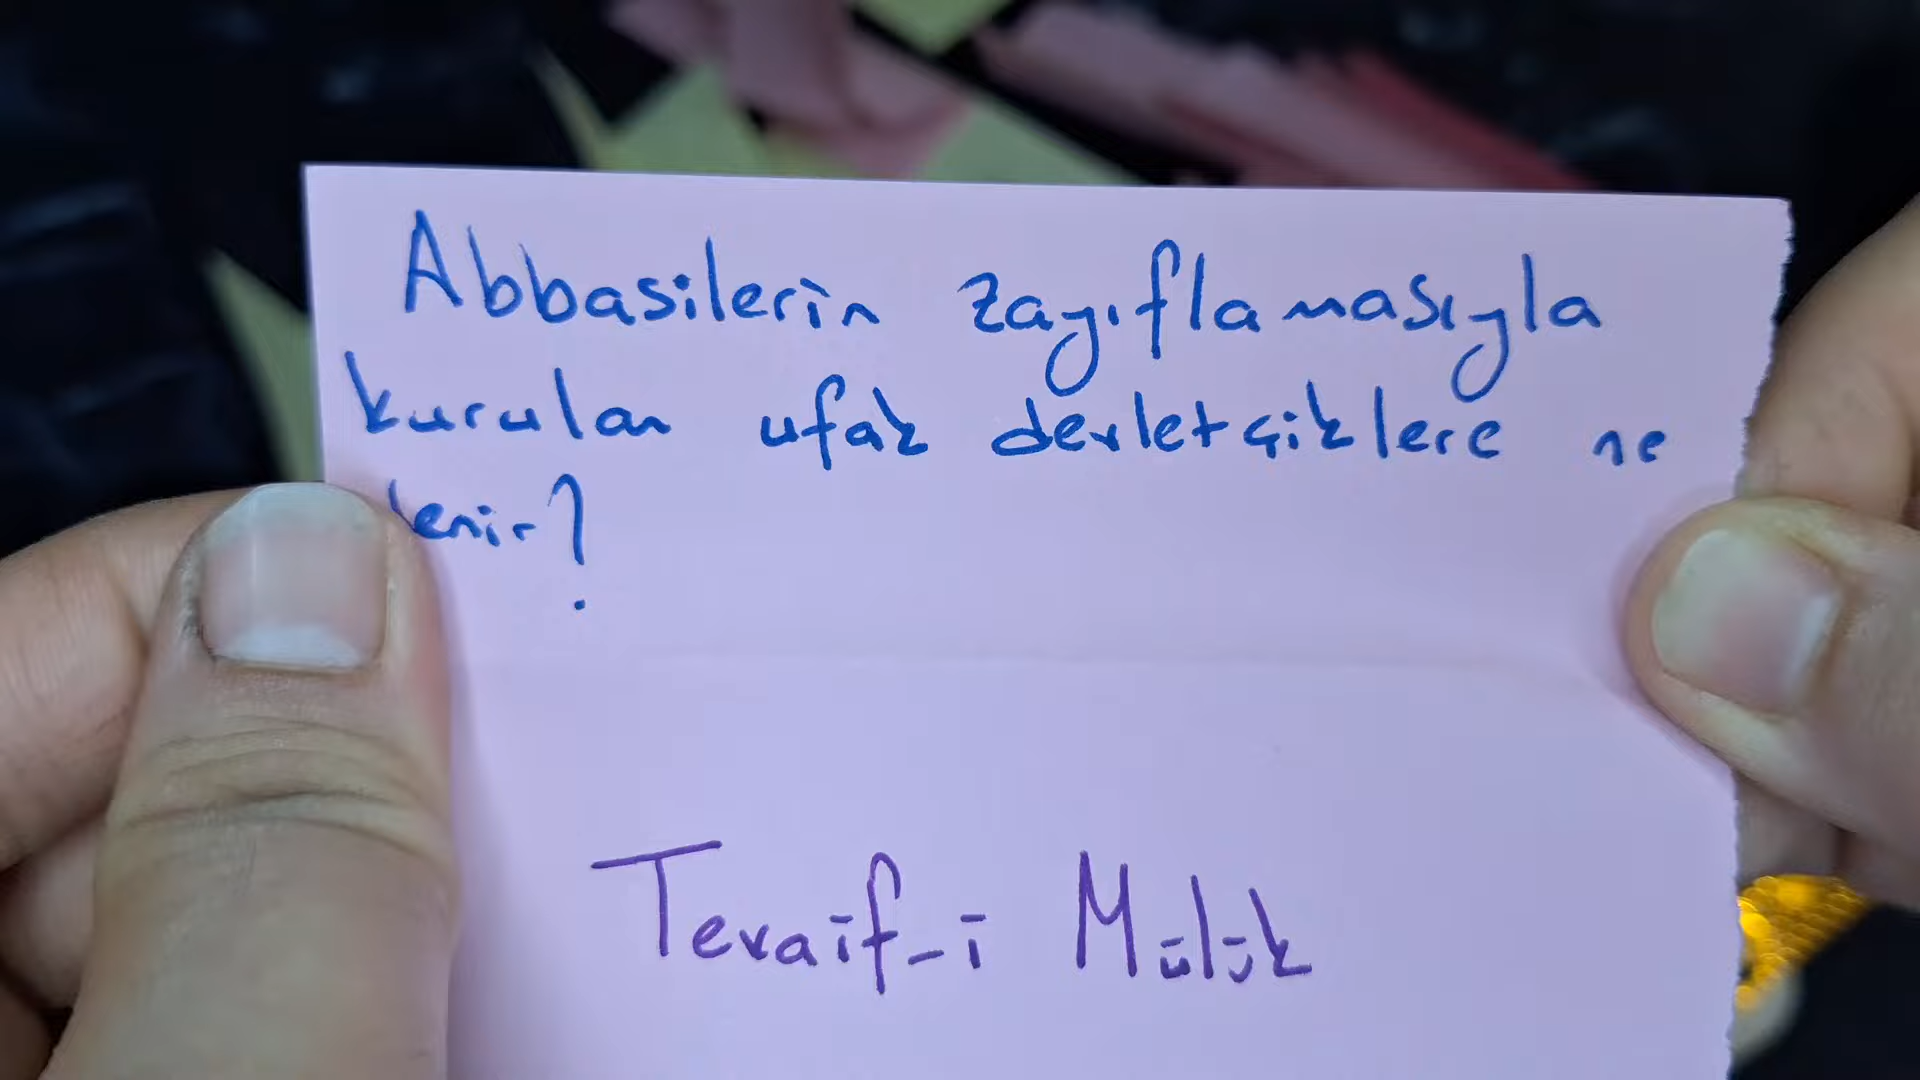 Abbasilerin zayıflamasıyla
kurulan ufak devletçiklere ne
denir?
Tevaif-i Mülük